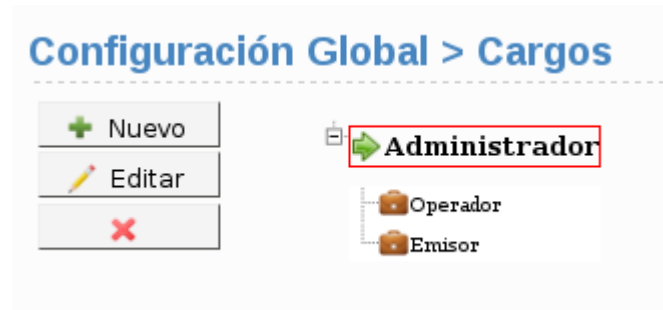 Configuración Global > Cargos
Nuevo
Editar
Administrador
Operador
Emisor